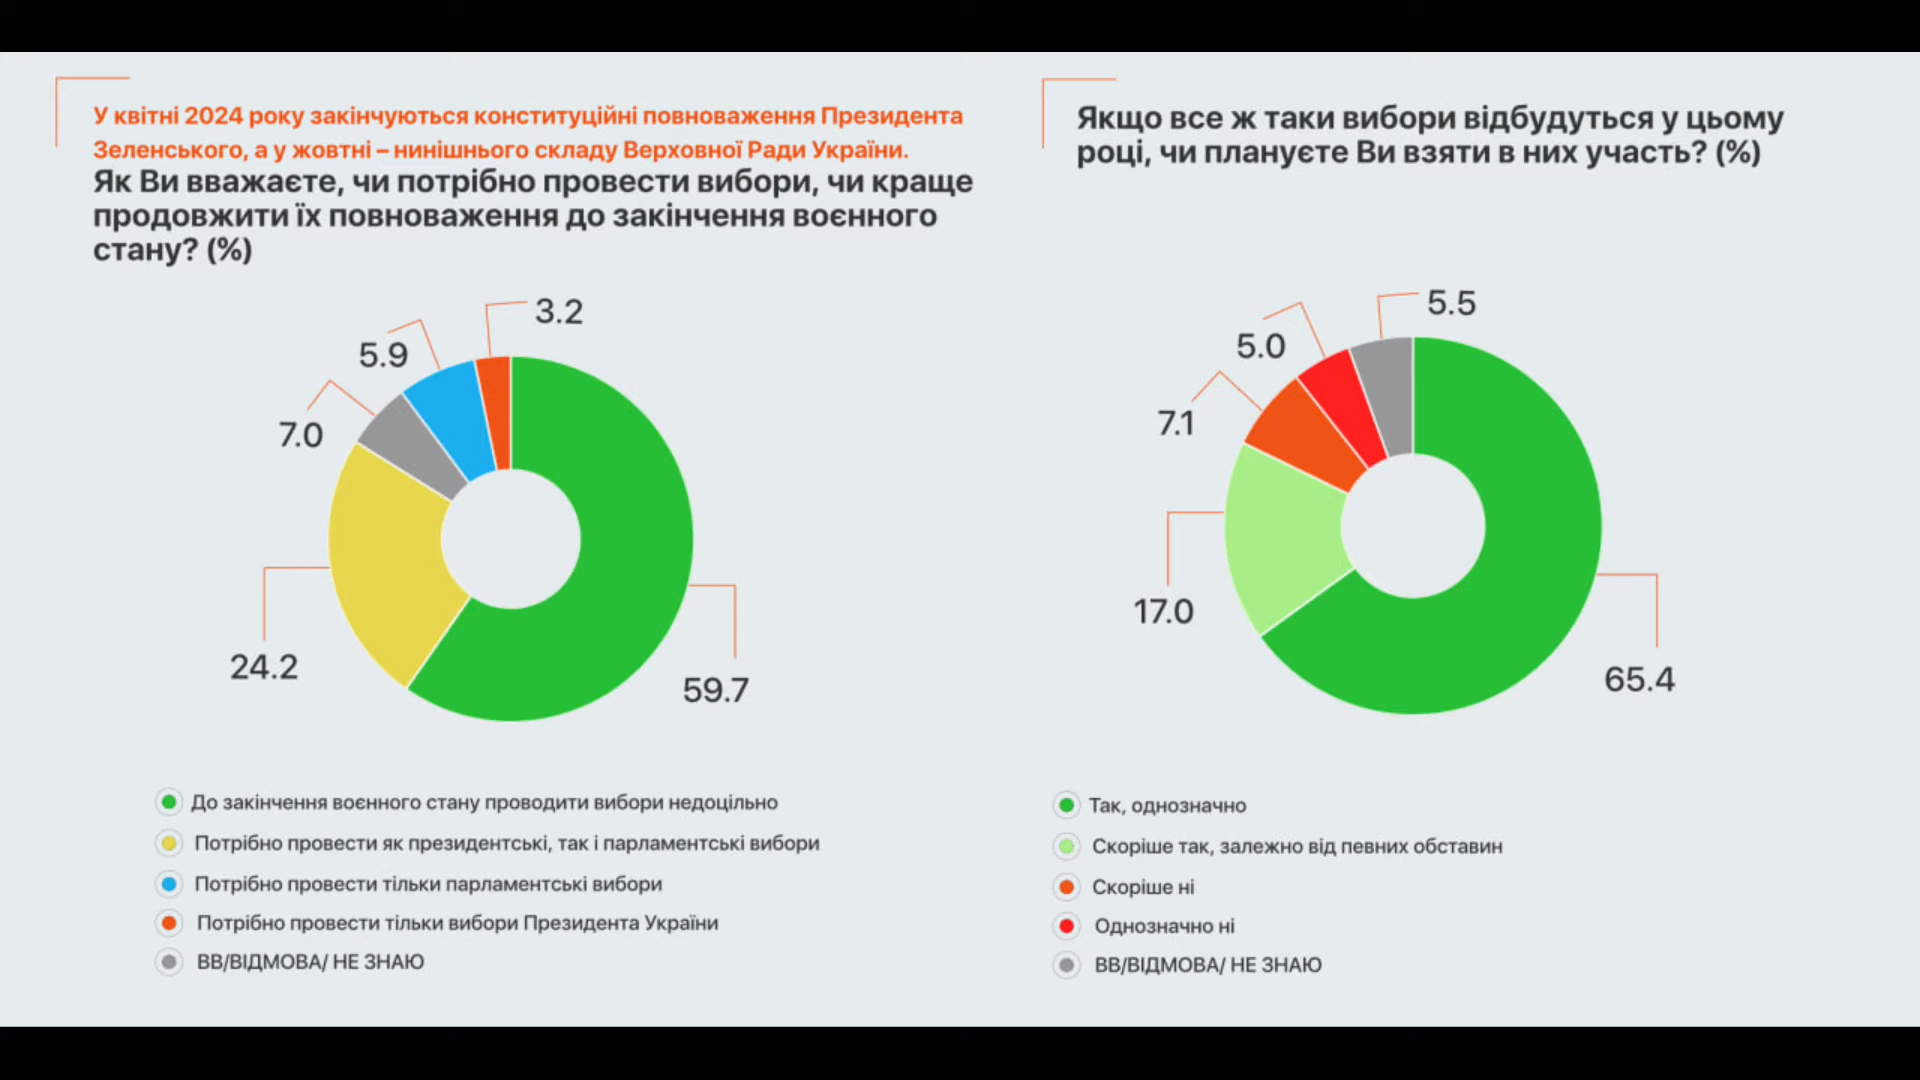 У квітні 2024 року закінчуються конституційні повноваження Президента
Зеленського, а у жовтні – нинішнього складу Верховної Ради України.
Як Ви вважаєте, чи потрібно провести вибори, чи краще
продовжити їх повноваження до закінчення воєнного
стану? (%)
3.2
5.9
7.0
24.2
59.7
До закінчення воєнного стану проводити вибори недоцільно
Потрібно провести як президентські, так і парламентські вибори
Потрібно провести тільки парламентські вибори
Потрібно провести тільки вибори Президента України
ВВ/ВІДМОВА/ НЕ ЗНАЮ
Якщо все ж таки вибори відбудуться у цьому
році, чи плануєте Ви взяти в них участь? (%)
5.5
5.0
7.1
17.0
65.4
Так, однозначно
Скоріше так, залежно від певних обставин
Скоріше ні
Однозначно ні
ВВ/ВІДМОВА/ НЕ ЗНАЮ